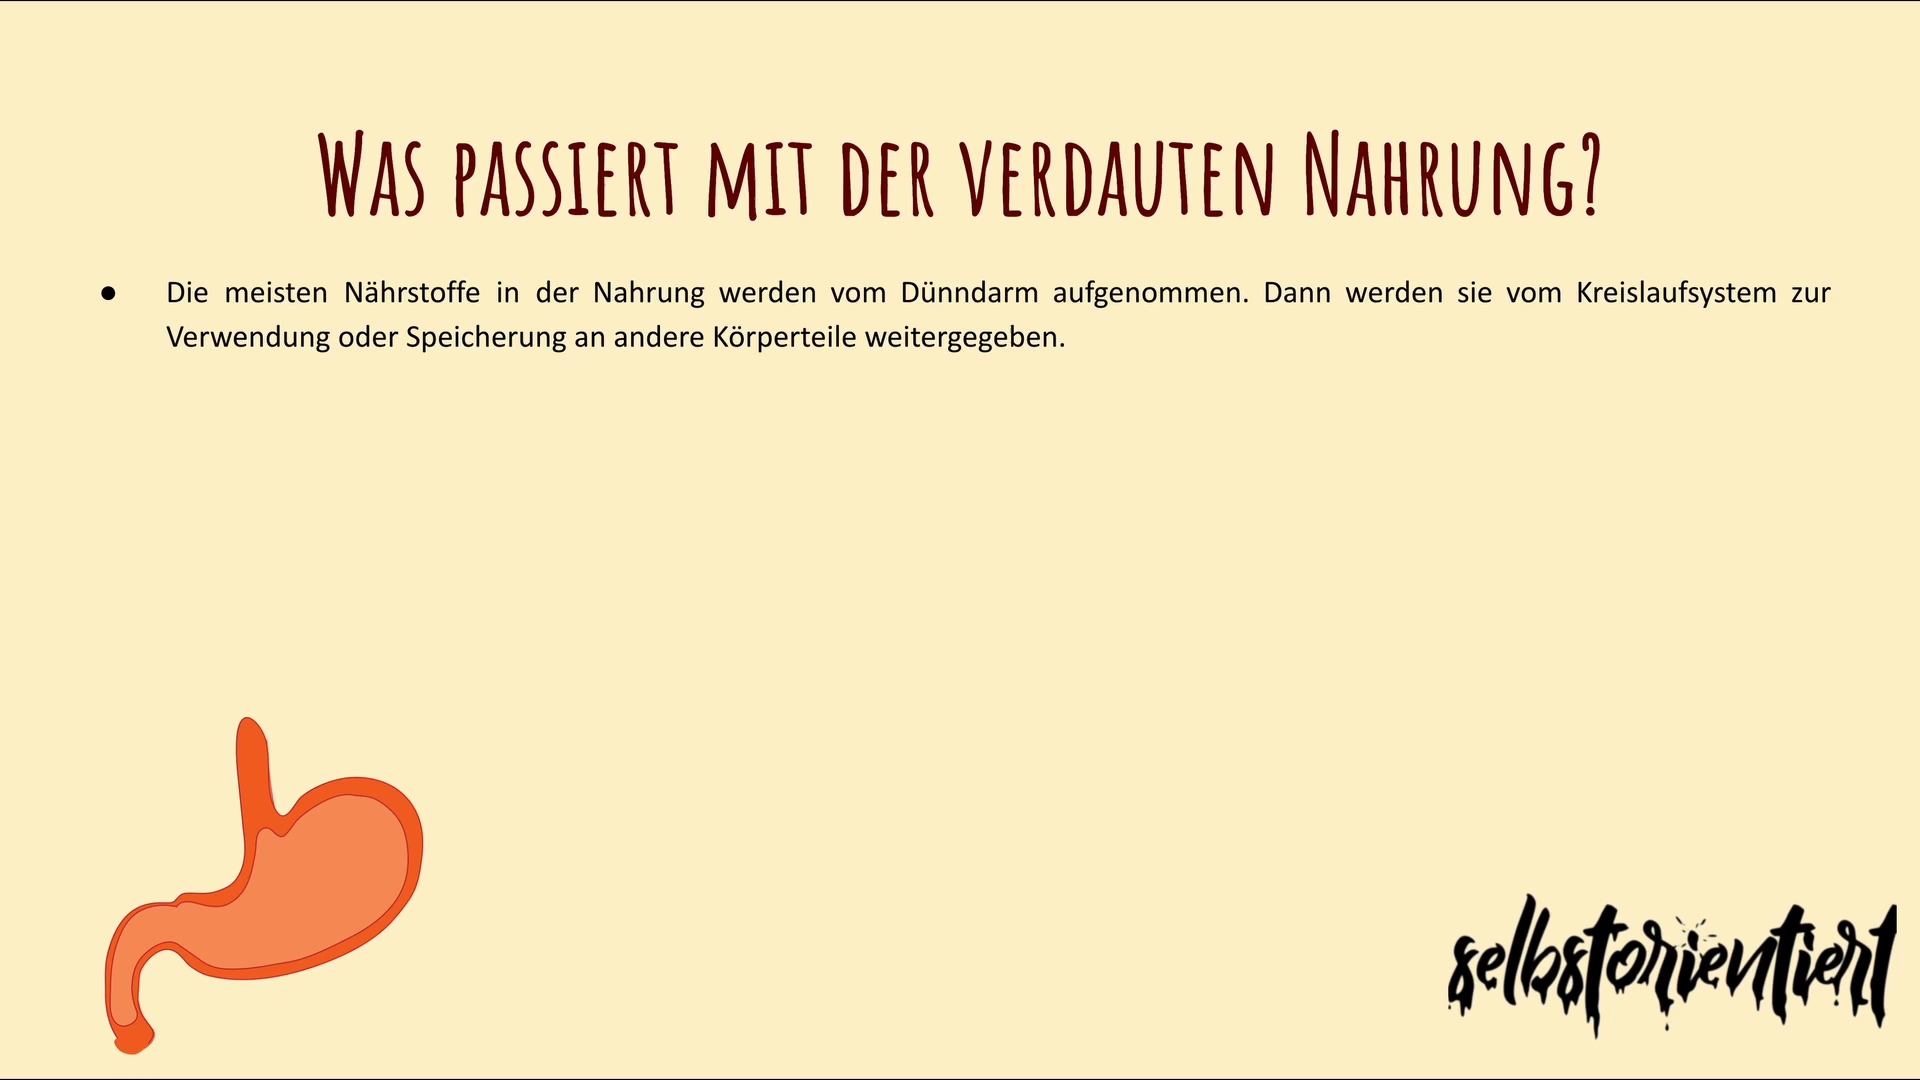 Was passiert mit der verdauten Nahrung?
● Die meisten Nährstoffe in der Nahrung werden vom Dünndarm aufgenommen. Dann werden sie vom Kreislaufsystem zur
Verwendung oder Speicherung an andere Körperteile weitergegeben.
selbstorientiert